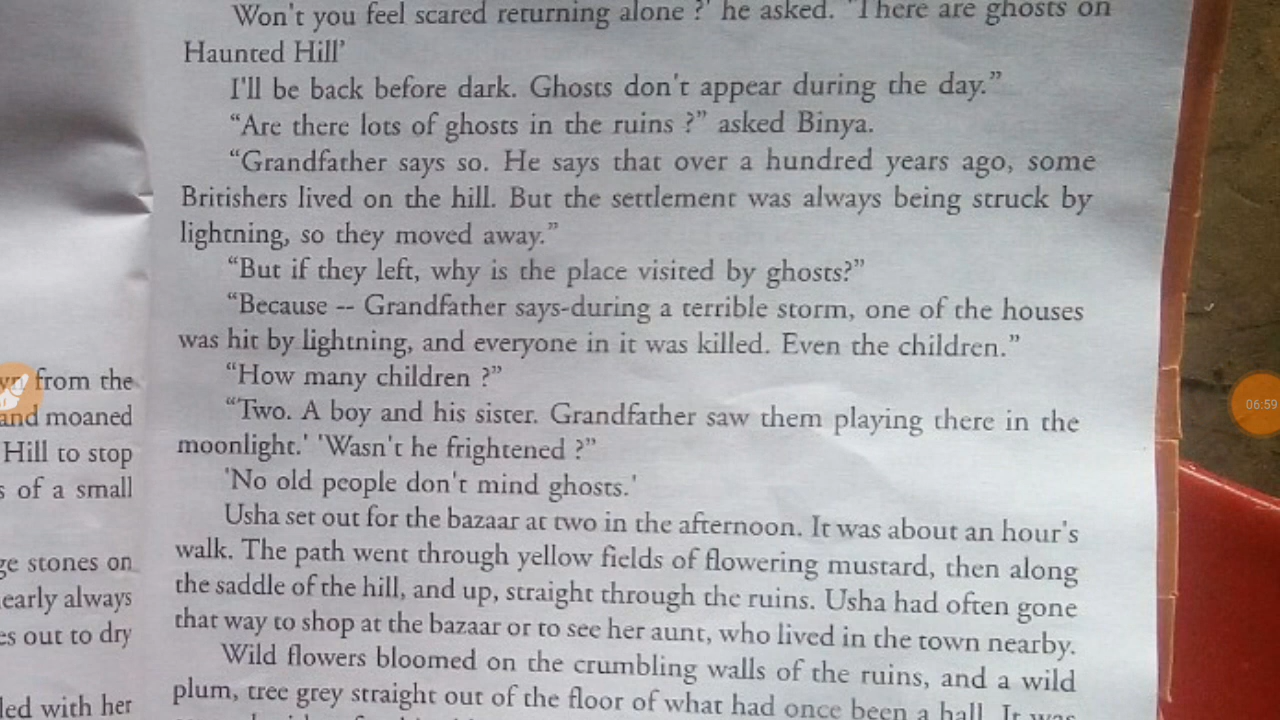 yn from the
and moaned
Hill to stop
s of a small
ge stones on
early always
es out to dry
led with her
Won't you feel scared returning alone ?' he asked. 'There are ghosts on
Haunted Hill'
I'll be back before dark. Ghosts don't appear during the day.”
“Are there lots of ghosts in the ruins ?” asked Binya.
“Grandfather says so. He says that over a hundred years ago, some
Britishers lived on the hill. But the settlement was always being struck by
lightning, so they moved away.”
“But if they left, why is the place visited by ghosts?”
“Because -- Grandfather says-during a terrible storm, one of the houses
was hit by lightning, and everyone in it was killed. Even the children.”
“How many children ?”
“Two. A boy and his sister. Grandfather saw them playing there in the
moonlight.' 'Wasn't he frightened ?”
'No old people don't mind ghosts.'
Usha set out for the bazaar at two in the afternoon. It was about an hour's
walk. The path went through yellow fields of flowering mustard, then along
the saddle of the hill, and up, straight through the ruins. Usha had often gone
that way to shop at the bazaar or to see her aunt, who lived in the town nearby.
Wild flowers bloomed on the crumbling walls of the ruins, and a wild
plum, tree grey straight out of the floor of what had once been a hall. It was
06:59